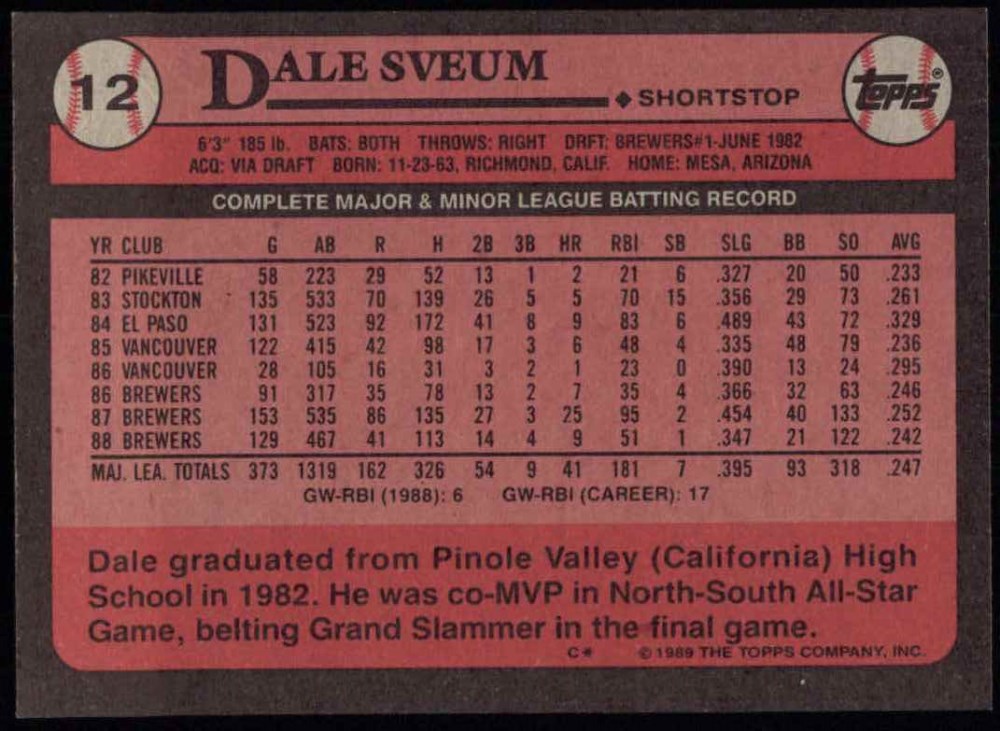 12
DALE SVEUM
◆ SHORTSTOP
topps®
6'3" 185 lb. BATS: BOTH THROWS: RIGHT DRFT: BREWERS#1-JUNE 1982
ACQ: VIA DRAFT BORN: 11-23-63, RICHMOND, CALIF. HOME: MESA, ARIZONA
COMPLETE MAJOR & MINOR LEAGUE BATTING RECORD
YR CLUB G AB R H 2B 3B HR RBI SB SLG BB SO AVG
82 PIKEVILLE 58 223 29 52 13 1 2 21 6 .327 20 50 .233
83 STOCKTON 135 533 70 139 26 5 5 70 15 .356 29 73 .261
84 EL PASO 131 523 92 172 41 8 9 83 6 .489 43 72 .329
85 VANCOUVER 122 415 42 98 17 3 6 48 4 .335 48 79 .236
86 VANCOUVER 28 105 16 31 3 2 1 23 0 .390 13 24 .295
86 BREWERS 91 317 35 78 13 2 7 35 4 .366 32 63 .246
87 BREWERS 153 535 86 135 27 3 25 95 2 .454 40 133 .252
88 BREWERS 129 467 41 113 14 4 9 51 1 .347 21 122 .242
MAJ. LEA. TOTALS 373 1319 162 326 54 9 41 181 7 .395 93 318 .247
GW-RBI (1988): 6 GW-RBI (CAREER): 17
Dale graduated from Pinole Valley (California) High
School in 1982. He was co-MVP in North-South All-Star
Game, belting Grand Slammer in the final game.
C* © 1989 THE TOPPS COMPANY, INC.